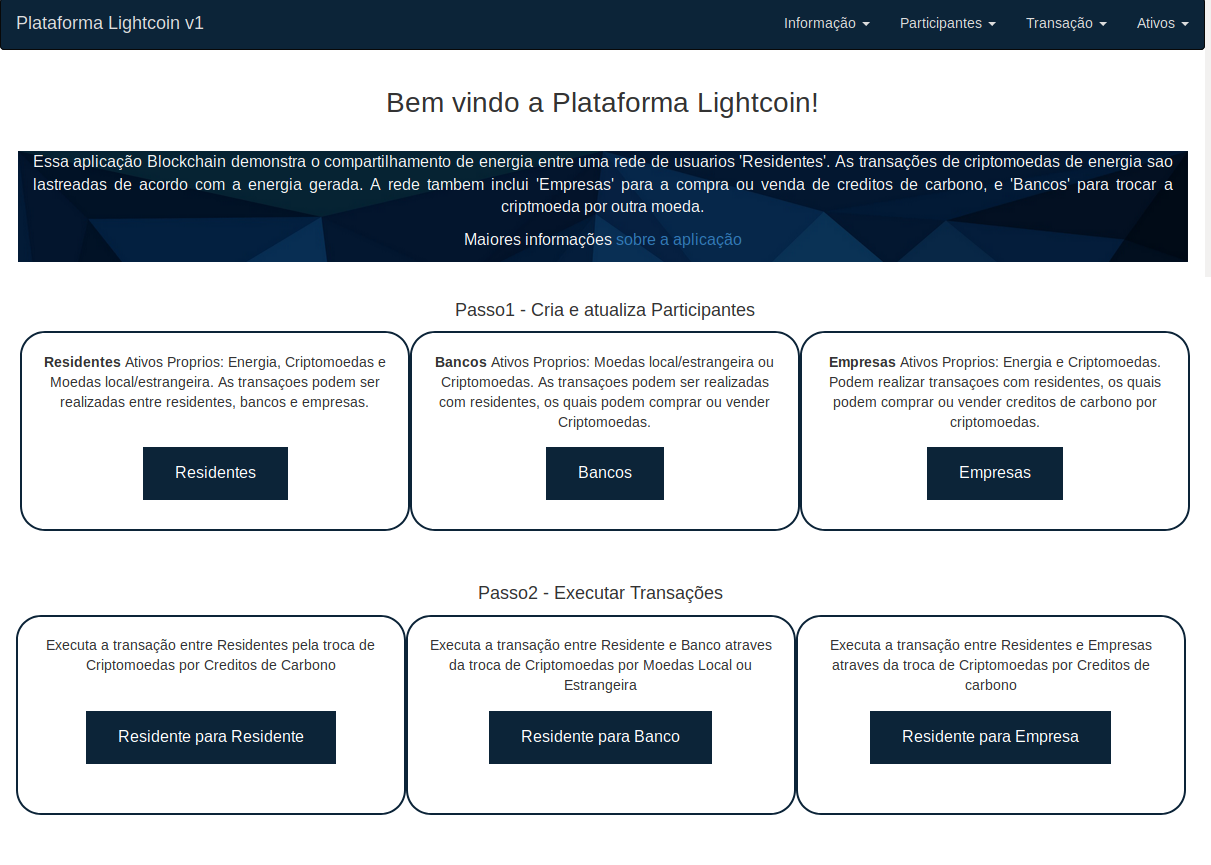 Plataforma Lightcoin v1
Informação
Participantes
Transação
Ativos
Bem vindo a Plataforma Lightcoin!
Essa aplicação Blockchain demonstra o compartilhamento de energia entre uma rede de usuarios 'Residentes'. As transações de criptomoedas de energia sao
lastreadas de acordo com a energia gerada. A rede tambem inclui 'Empresas' para a compra ou venda de creditos de carbono, e 'Bancos' para trocar a
criptmoeda por outra moeda.
Maiores informações sobre a aplicação
Passo1 - Cria e atualiza Participantes
Residentes Ativos Proprios: Energia, Criptomoedas e
Moedas local/estrangeira. As transaçoes podem ser
realizadas entre residentes, bancos e empresas.
Residentes
Bancos Ativos Proprios: Moedas local/estrangeira ou
Criptomoedas. As transaçoes podem ser realizadas
com residentes, os quais podem comprar ou vender
Criptomoedas.
Bancos
Empresas Ativos Proprios: Energia e Criptomoedas.
Podem realizar transaçoes com residentes, os quais
podem comprar ou vender creditos de carbono por
criptomoedas.
Empresas
Passo2 - Executar Transações
Executa a transação entre Residentes pela troca de
Criptomoedas por Creditos de Carbono
Residente para Residente
Executa a transação entre Residente e Banco atraves
da troca de Criptomoedas por Moedas Local ou
Estrangeira
Residente para Banco
Executa a transação entre Residentes e Empresas
atraves da troca de Criptomoedas por Creditos de
carbono
Residente para Empresa